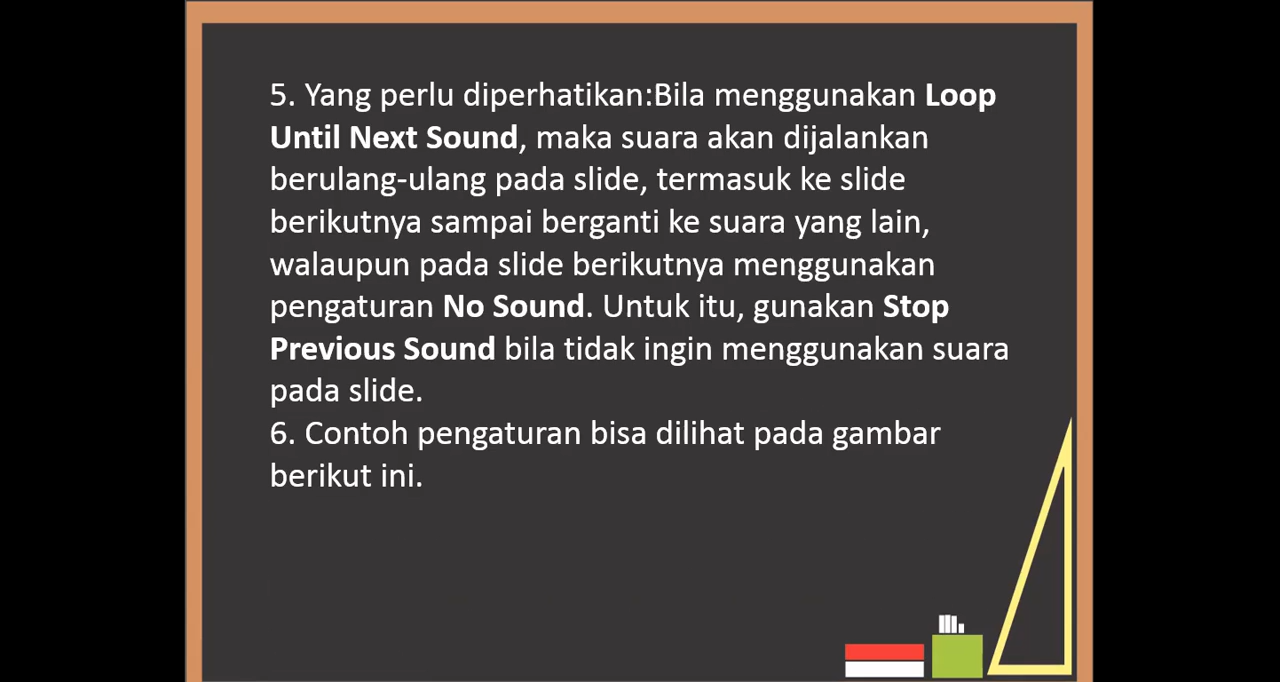 5. Yang perlu diperhatikan:Bila menggunakan Loop
Until Next Sound, maka suara akan dijalankan
berulang-ulang pada slide, termasuk ke slide
berikutnya sampai berganti ke suara yang lain,
walaupun pada slide berikutnya menggunakan
pengaturan No Sound. Untuk itu, gunakan Stop
Previous Sound bila tidak ingin menggunakan suara
pada slide.
6. Contoh pengaturan bisa dilihat pada gambar
berikut ini.